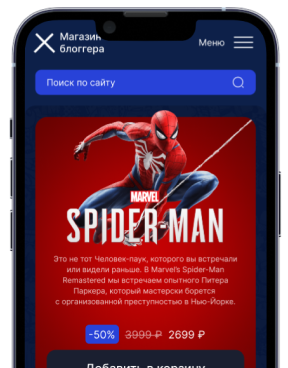 Магазин
блоггера
Меню
Поиск по сайту
MARVEL
SPIDER-MAN
Это не тот Человек-паук, которого вы встречали
или видели раньше. В Marvel's Spider-Man
Remastered мы встречаем опытного Питера
Паркера, который мастерски борется
с организованной преступностью в Нью-Йорке.
-50% 3999 ₽ 2699 ₽
Добавить в корзину